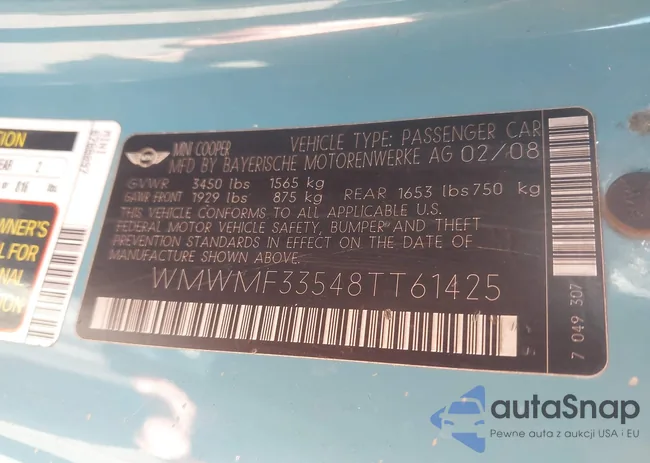 MINI COOPER
VEHICLE TYPE: PASSENGER CAR
MFD BY BAYERISCHE MOTORENWERKE AG 02/08
GVWR 3450 lbs 1565 kg
GAWR FRONT 1929 lbs 875 kg REAR 1653 lbs 750 kg
THIS VEHICLE CONFORMS TO ALL APPLICABLE U.S.
FEDERAL MOTOR VEHICLE SAFETY, BUMPER AND THEFT
PREVENTION STANDARDS IN EFFECT ON THE DATE OF
MANUFACTURE SHOWN ABOVE.
WMWMF33548TT61425
7 049 307
OWNER'S
FOR
autaSnap
Pewne auta z aukcji USA i EU